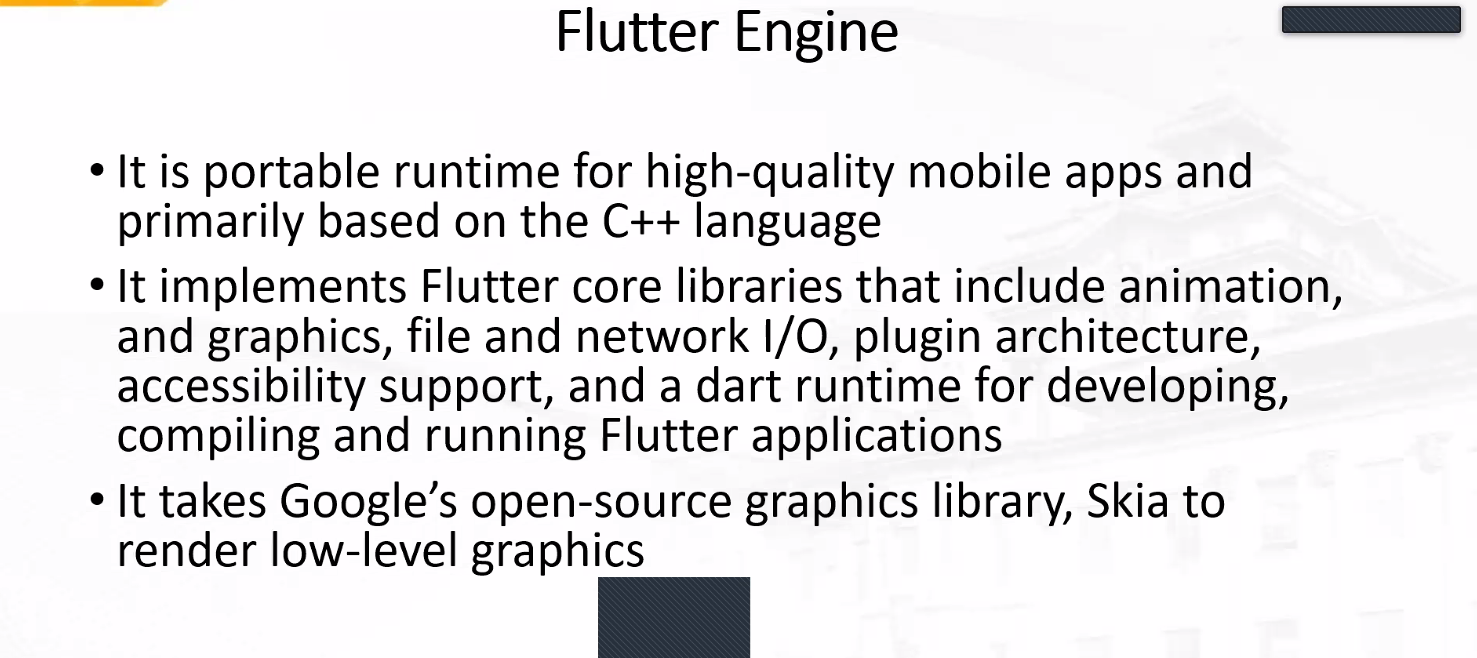 Flutter Engine
• It is portable runtime for high-quality mobile apps and
primarily based on the C++ language
• It implements Flutter core libraries that include animation,
and graphics, file and network I/O, plugin architecture,
accessibility support, and a dart runtime for developing,
compiling and running Flutter applications
• It takes Google’s open-source graphics library, Skia to
render low-level graphics